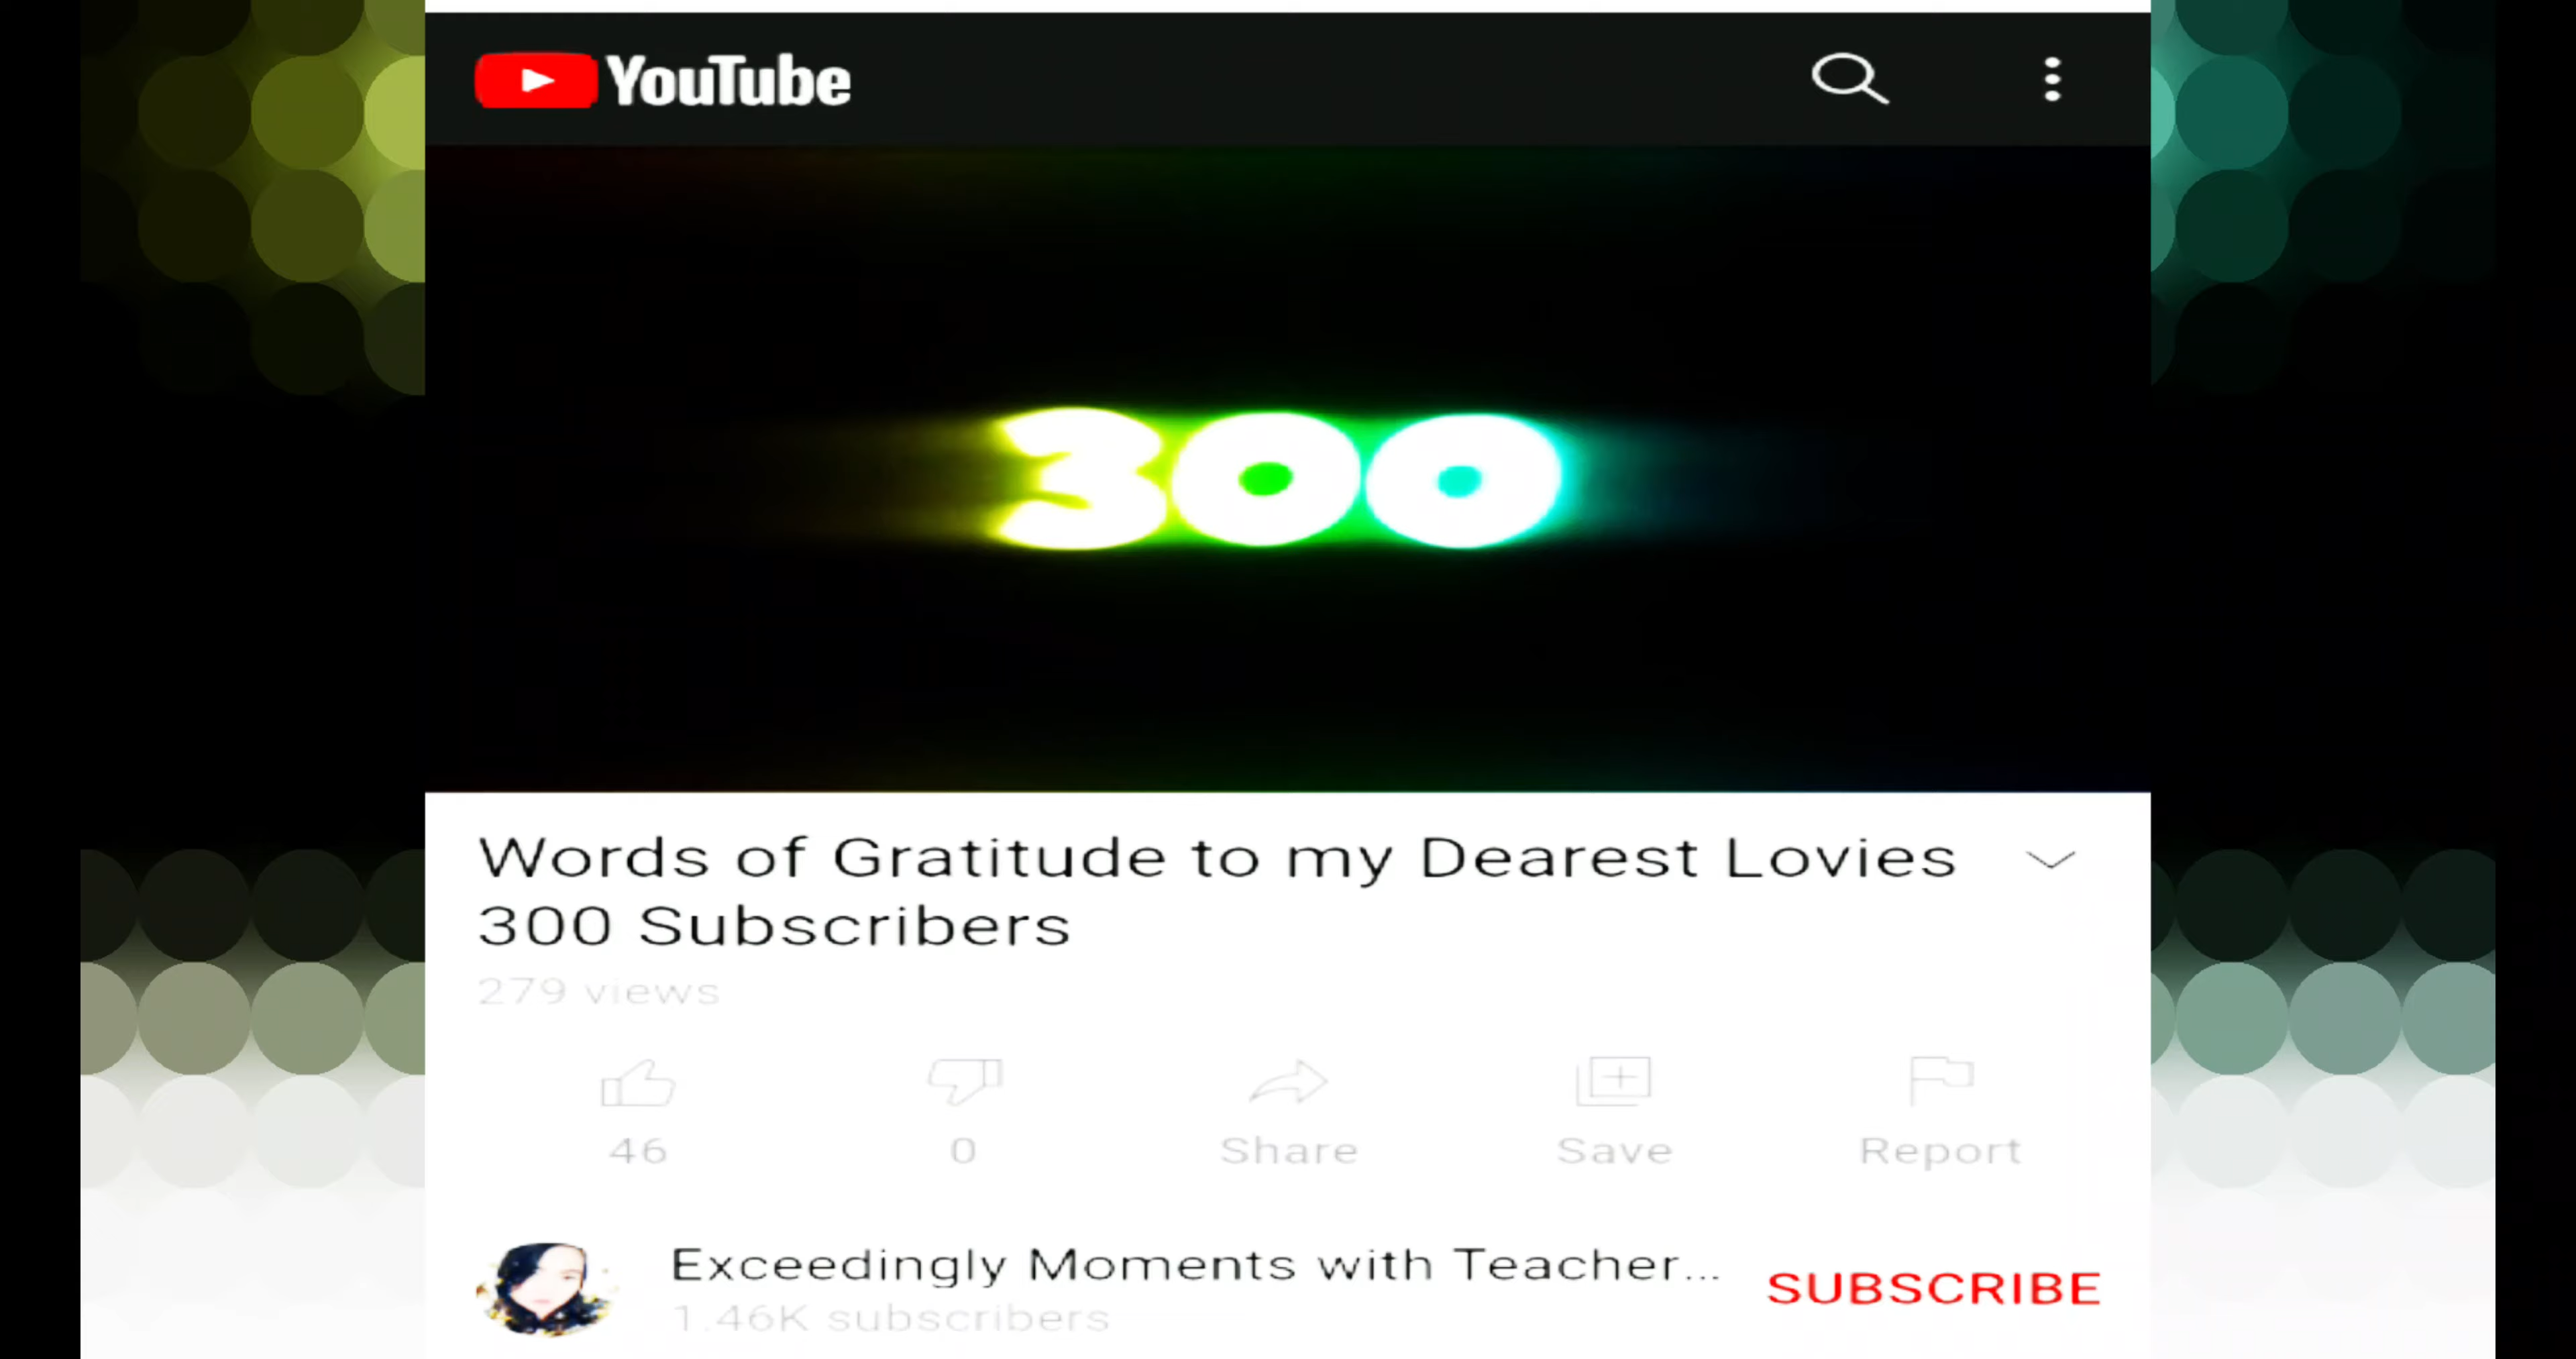 YouTube
300
Words of Gratitude to my Dearest Lovies
300 Subscribers
279 views
46
0
Share
Save
Report
Exceedingly Moments with Teacher...
1.46K subscribers
SUBSCRIBE